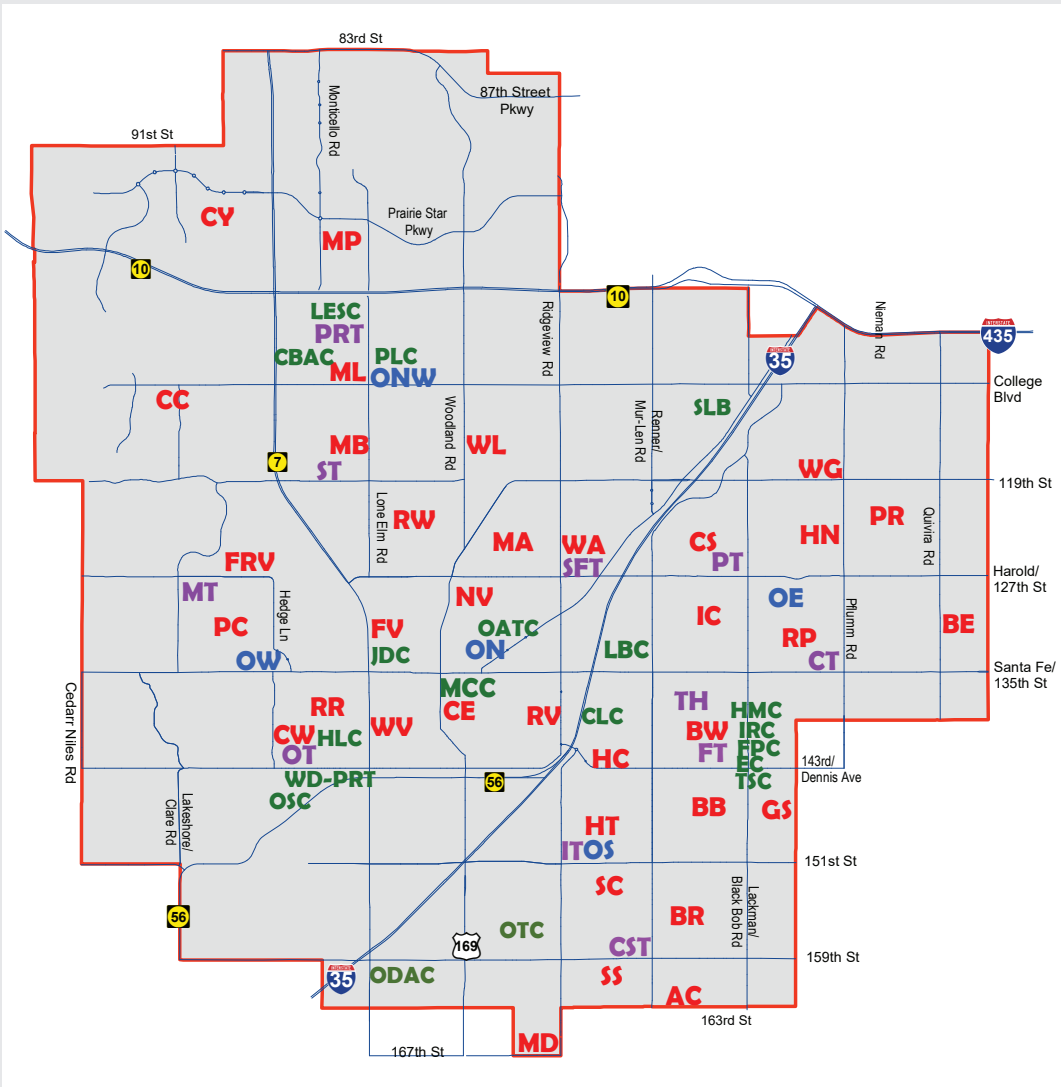 83rd St
87th Street
Pkwy
Monticello Rd
91st St
CY
Prairie Star
Pkwy
MP
10
10
LESC
PRT
Ridgeview Rd
Nieman Rd
INTERSTATE
435
CBAC
PLC
ML
ONW
INTERSTATE
35
College
Blvd
CC
SLB
Woodland Rd
Renner/
Mur-Len Rd
MB
WL
7
ST
WG
119th St
Lone Elm Rd
RW
PR
Quivira Rd
MA
WA
CS
HN
FRV
SFT
PT
Harold/
127th St
MT
Hedge Ln
NV
OE
Pflumm Rd
PC
FV
OATC
IC
BE
RP
OW
JDC
ON
LBC
CT
Santa Fe/
135th St
Cedarr Niles Rd
MCC
TH
RR
CE
RV
CLC
HMC
CW
HLC
WV
BW
IRC
OT
HC
FT
FPC
EC
143rd/
Dennis Ave
WD-PRT
56
TSC
OSC
Lakeshore/
Clare Rd
BB
GS
HT
IT
OS
151st St
SC
Lackman/
Black Bob Rd
56
BR
OTC
169
CST
159th St
INTERSTATE
35
ODAC
SS
AC
163rd St
MD
167th St